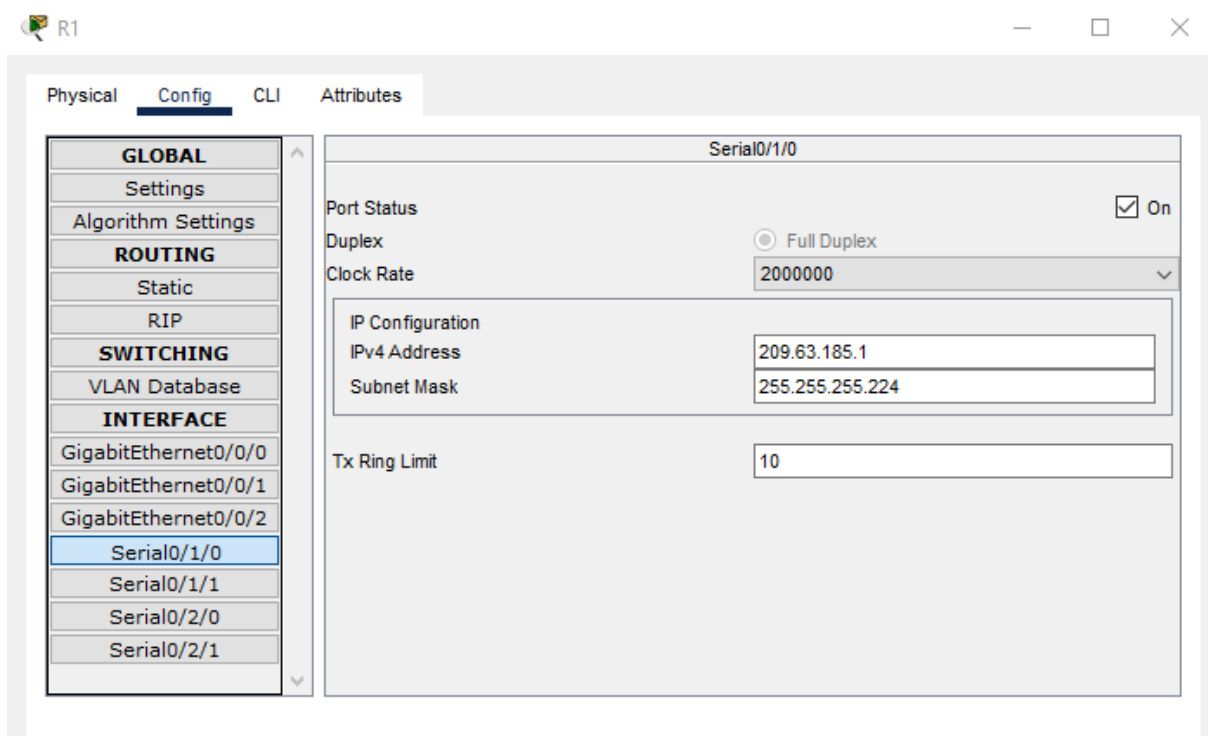 R1
Physical Config CLI Attributes
GLOBAL
Settings
Algorithm Settings
ROUTING
Static
RIP
SWITCHING
VLAN Database
INTERFACE
GigabitEthernet0/0/0
GigabitEthernet0/0/1
GigabitEthernet0/0/2
Serial0/1/0
Serial0/1/1
Serial0/2/0
Serial0/2/1
Serial0/1/0
Port Status On
Duplex Full Duplex
Clock Rate 2000000
IP Configuration
IPv4 Address 209.63.185.1
Subnet Mask 255.255.255.224
Tx Ring Limit 10